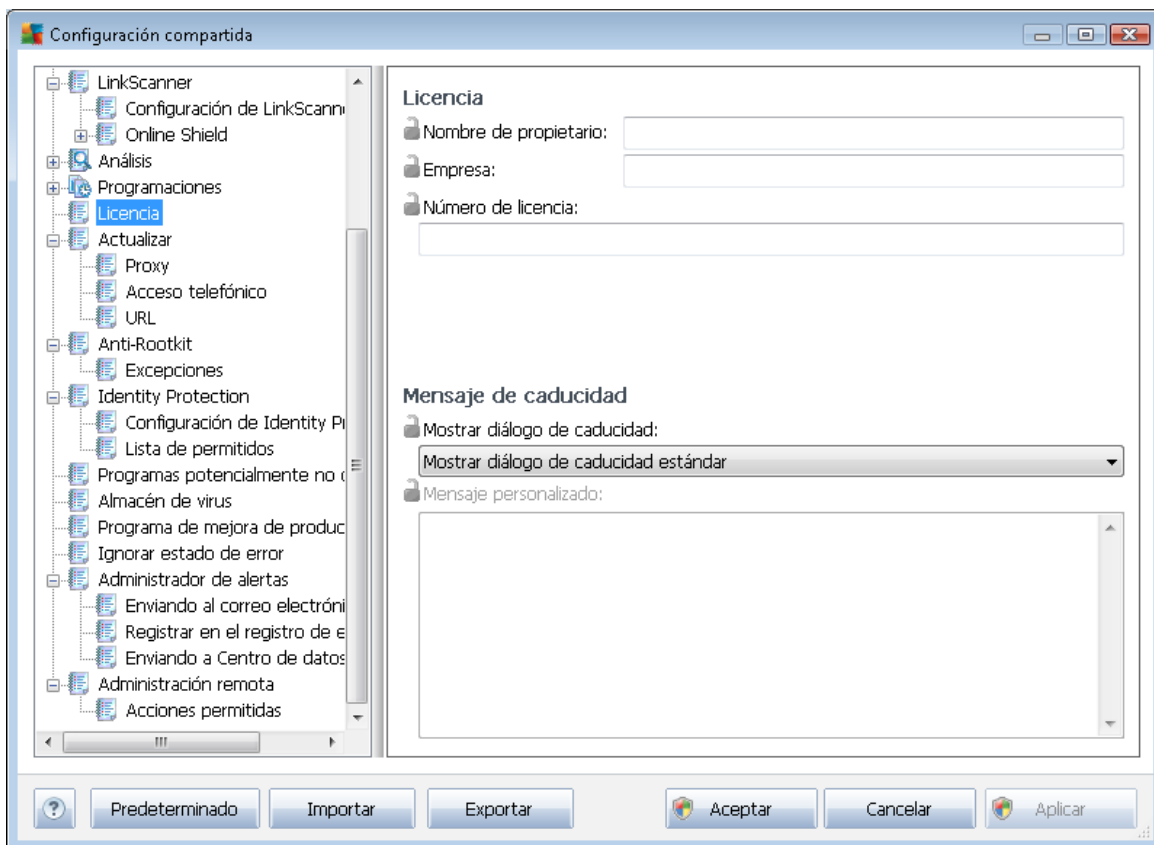 Configuración compartida
LinkScanner
Configuración de LinkScann
Online Shield
Análisis
Programaciones
Licencia
Actualizar
Proxy
Acceso telefónico
URL
Anti-Rootkit
Excepciones
Identity Protection
Configuración de Identity P
Lista de permitidos
Programas potencialmente no
Almacén de virus
Programa de mejora de produc
Ignorar estado de error
Administrador de alertas
Enviando al correo electróni
Registrar en el registro de e
Enviando a Centro de datos
Administración remota
Acciones permitidas
Licencia
Nombre de propietario:
Empresa:
Número de licencia:
Mensaje de caducidad
Mostrar diálogo de caducidad:
Mostrar diálogo de caducidad estándar
Mensaje personalizado:
?
Predeterminado
Importar
Exportar
Aceptar
Cancelar
Aplicar